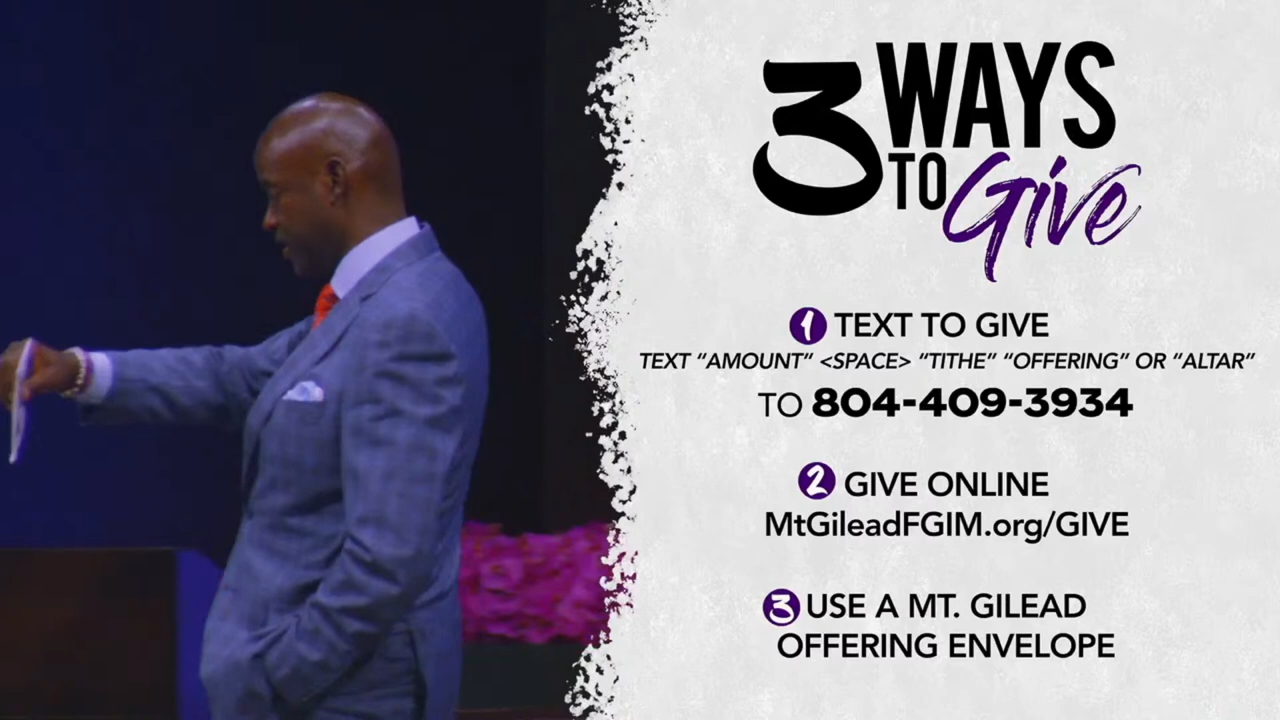 3 WAYS
TO Give
1 TEXT TO GIVE
TEXT “AMOUNT” <SPACE> “TITHE” “OFFERING” OR “ALTAR”
TO 804-409-3934
2 GIVE ONLINE
MtGileadFGIM.org/GIVE
3 USE A MT. GILEAD
OFFERING ENVELOPE